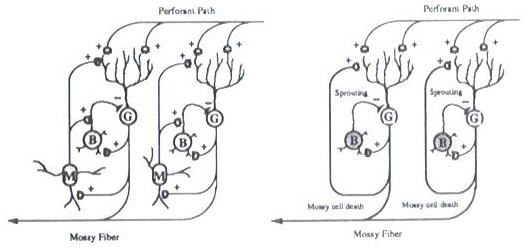 Perforant Path
+ + + +
+ +
− −
G G
+ +
B B
+ +
M M
+ +
Mossy Fiber
Perforant Path
+ + + +
+ +
Sprouting Sprouting
− −
G G
B B
+ +
Mossy cell death Mossy cell death
Mossy Fiber